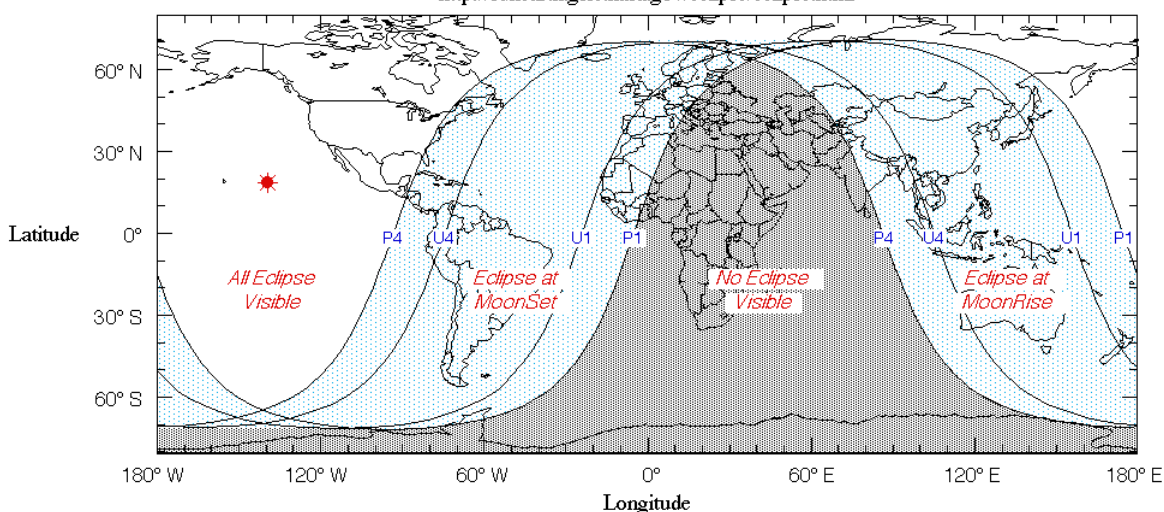 60° N
30° N
Latitude
0°
30° S
60° S
P4
U4
U1
P1
P4
U4
U1
P1
All Eclipse
Visible
Eclipse at
MoonSet
No Eclipse
Visible
Eclipse at
MoonRise
180° W
120° W
60° W
0°
60° E
120° E
180° E
Longitude